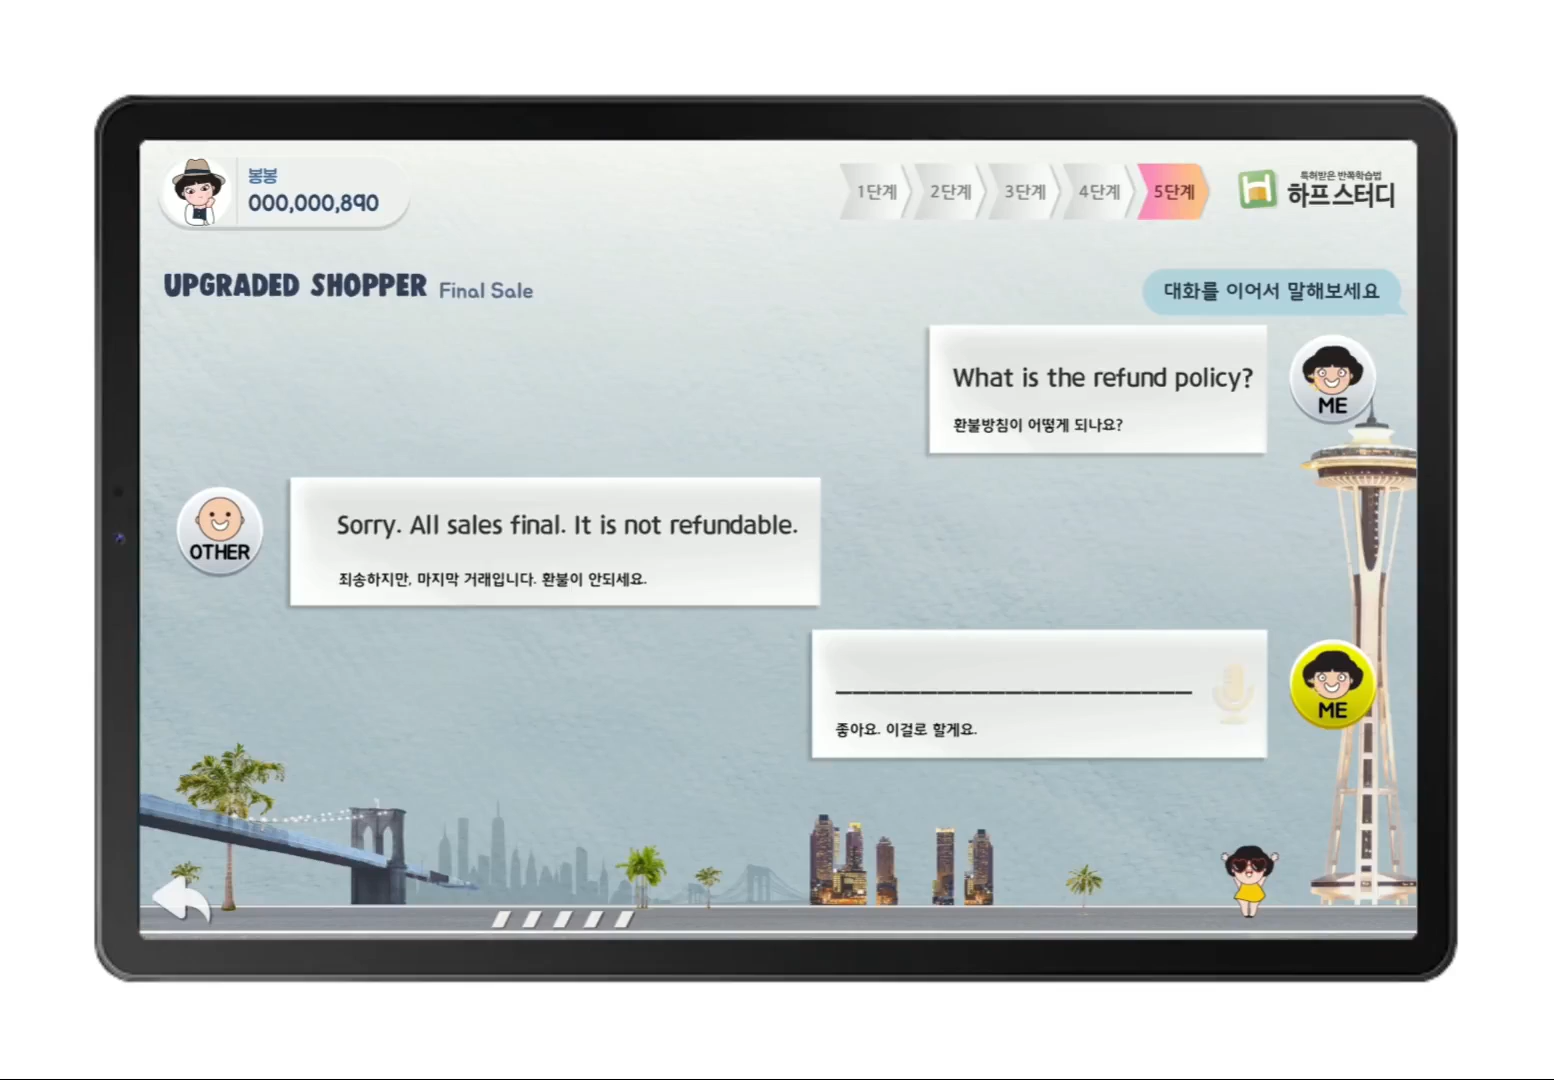 봉봉
000,000,890
1단계
2단계
3단계
4단계
5단계
특허받은 반쪽학습법
하프스터디
UPGRADED SHOPPER Final Sale
대화를 이어서 말해보세요
What is the refund policy?
환불방침이 어떻게 되나요?
ME
Sorry. All sales final. It is not refundable.
죄송하지만, 마지막 거래입니다. 환불이 안되세요.
OTHER
좋아요. 이걸로 할게요.
ME